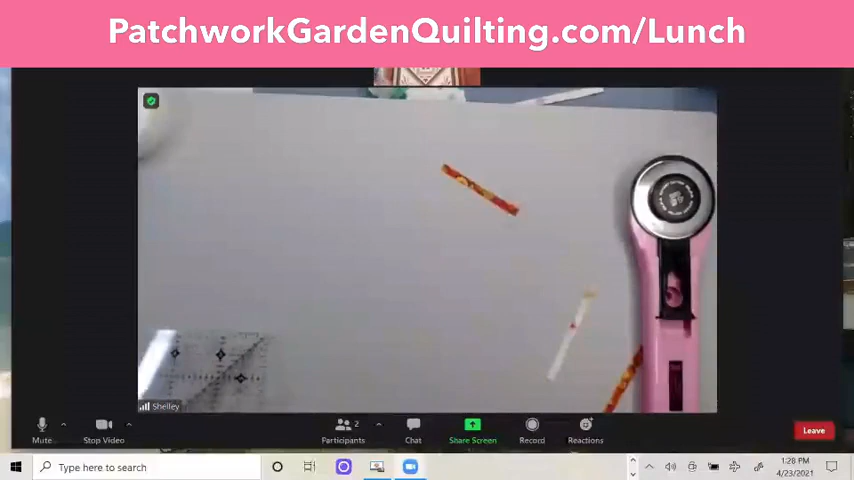 PatchworkGardenQuilting.com/Lunch
Shelley
Mute
Stop Video
Participants
2
Chat
Share Screen
Record
Reactions
Leave
Type here to search
1:28 PM
4/23/2021